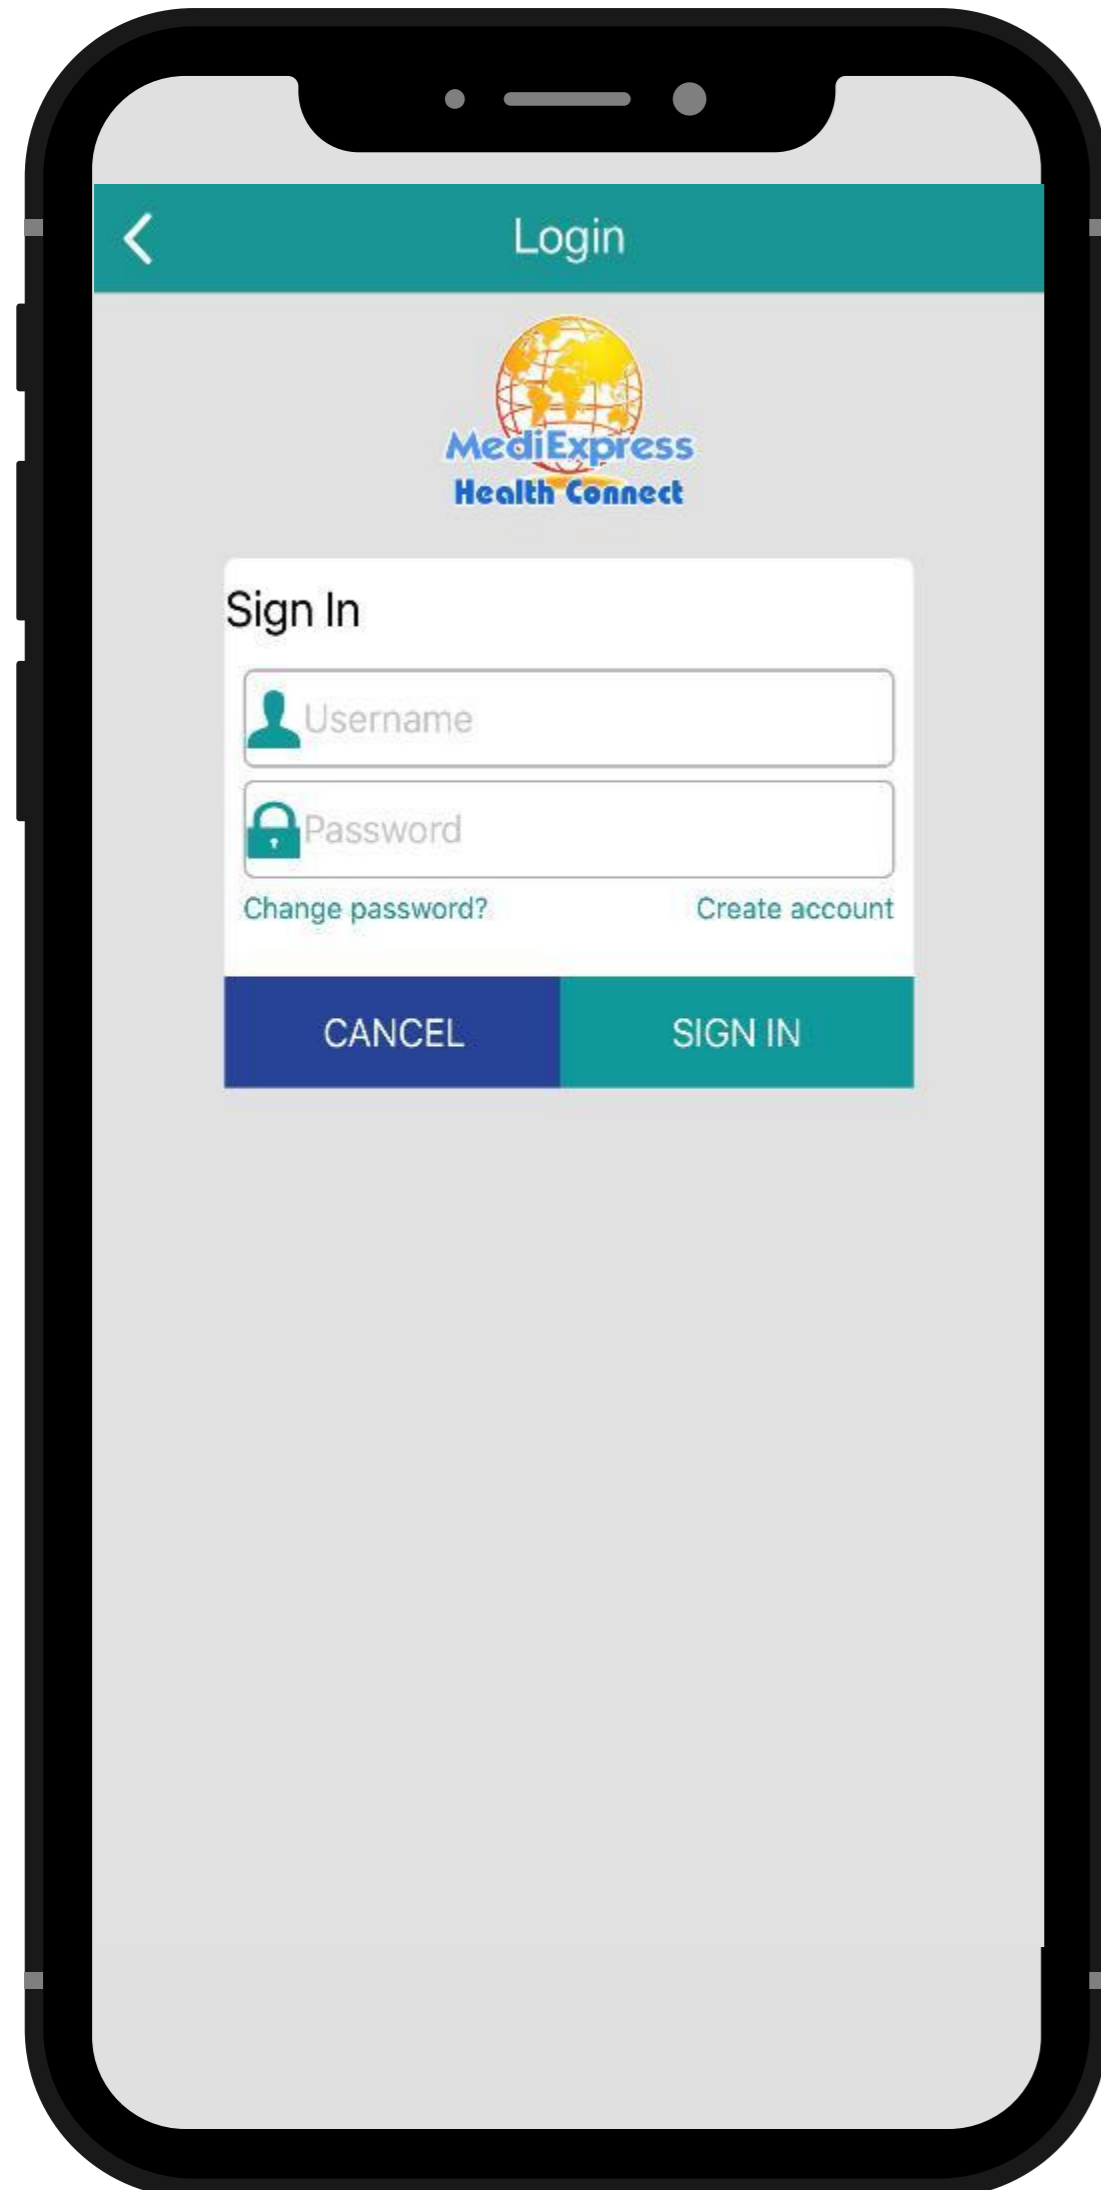 Login
MediExpress
Health Connect
Sign In
Username
Password
Change password? Create account
CANCEL SIGN IN